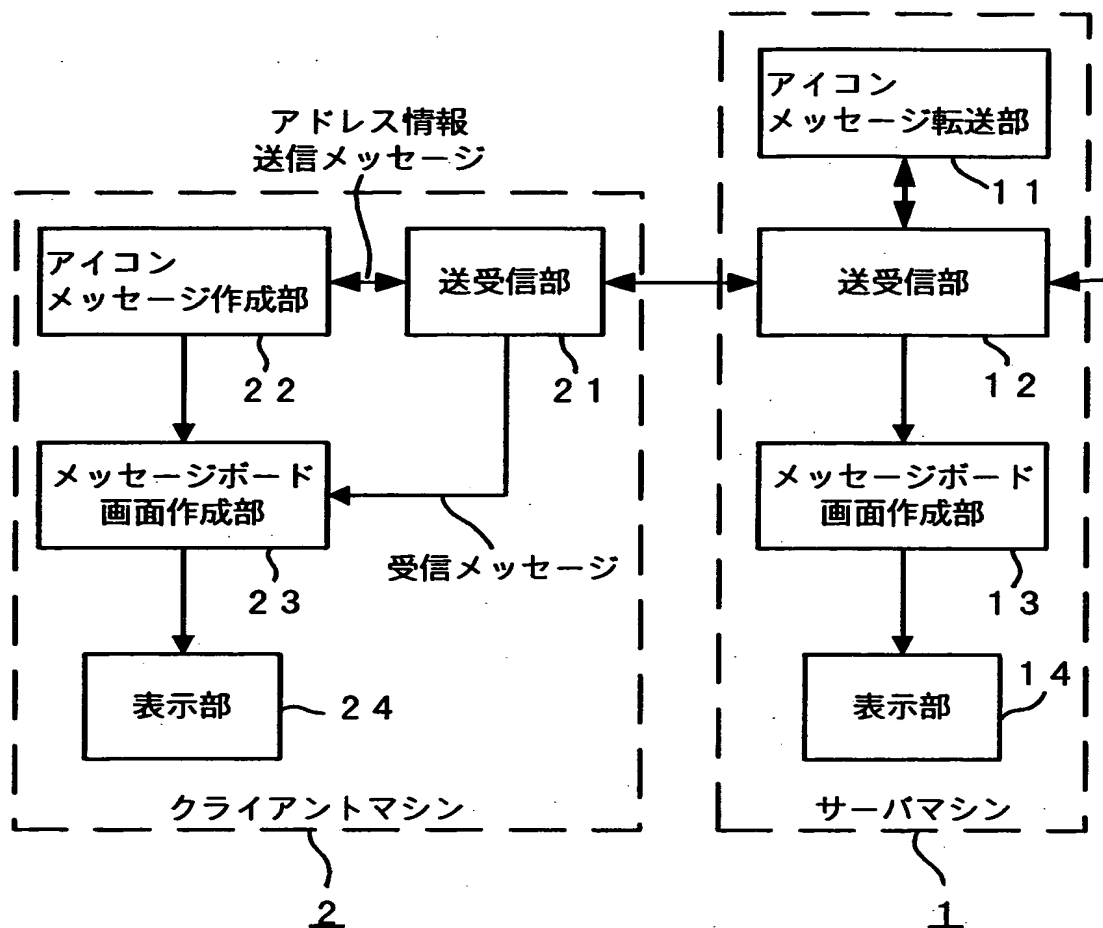 アドレス情報
送信メッセージ
アイコン
メッセージ作成部
22
送受信部
21
メッセージボード
画面作成部
23
受信メッセージ
表示部
24
クライアントマシン
2
アイコン
メッセージ転送部
11
送受信部
12
メッセージボード
画面作成部
13
表示部
14
サーバマシン
1